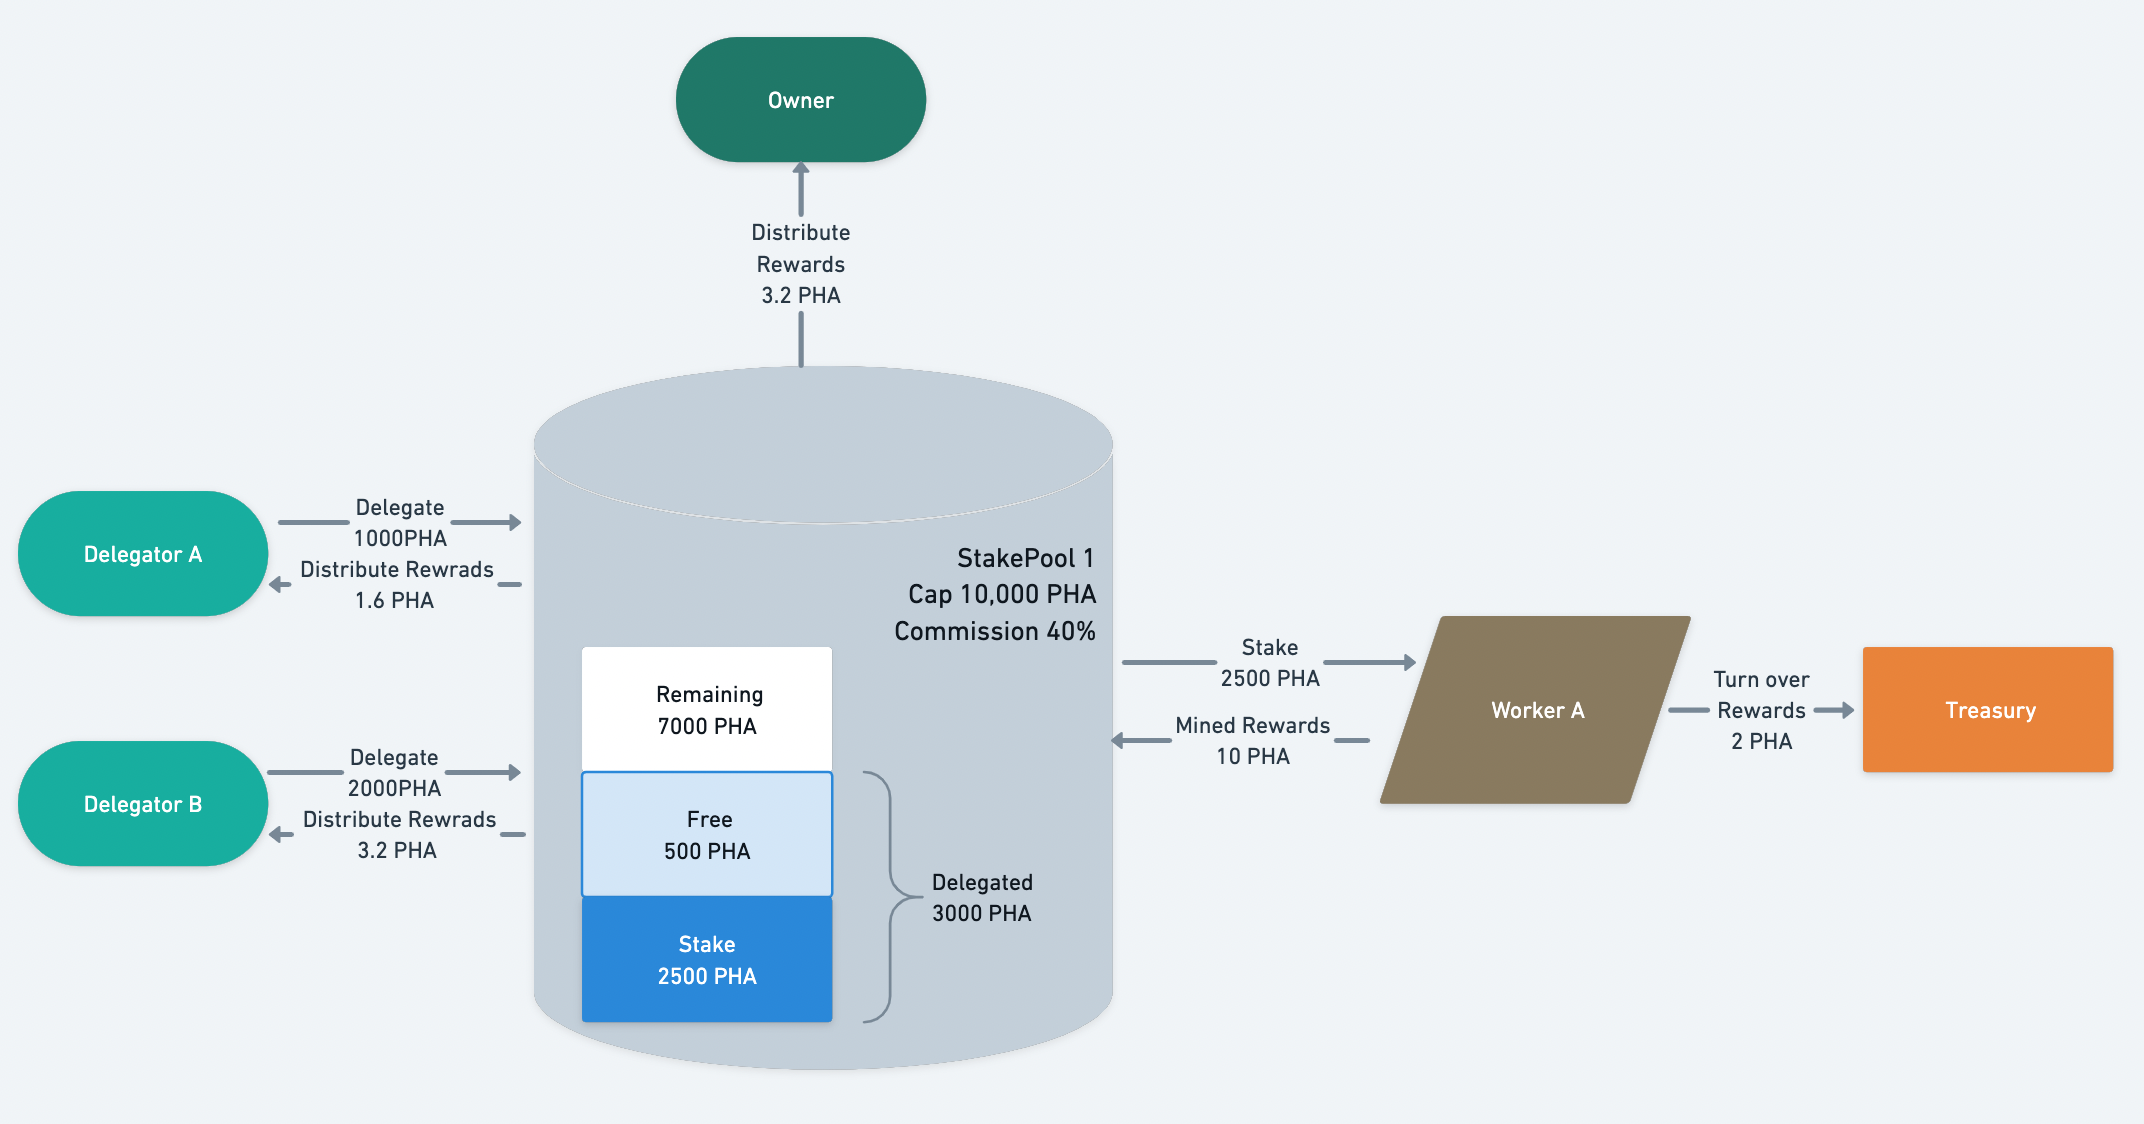 Owner
Distribute
Rewards
3.2 PHA
Delegator A
Delegate
1000PHA
Distribute Rewrads
1.6 PHA
Delegator B
Delegate
2000PHA
Distribute Rewrads
3.2 PHA
StakePool 1
Cap 10,000 PHA
Commission 40%
Remaining
7000 PHA
Free
500 PHA
Stake
2500 PHA
Delegated
3000 PHA
Stake
2500 PHA
Mined Rewards
10 PHA
Worker A
Turn over
Rewards
2 PHA
Treasury